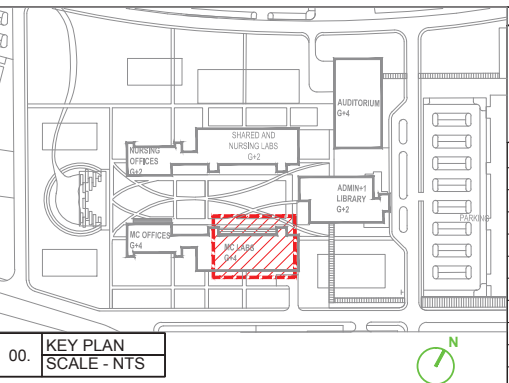 AUDITORIUM
G+4
SHARED AND
NURSING LABS
G+2
NURSING
OFFICES
G+2
ADMIN+1
LIBRARY
G+2
PARKING
MC OFFICES
G+4
MC LABS
G+4
00.
KEY PLAN
SCALE - NTS
N